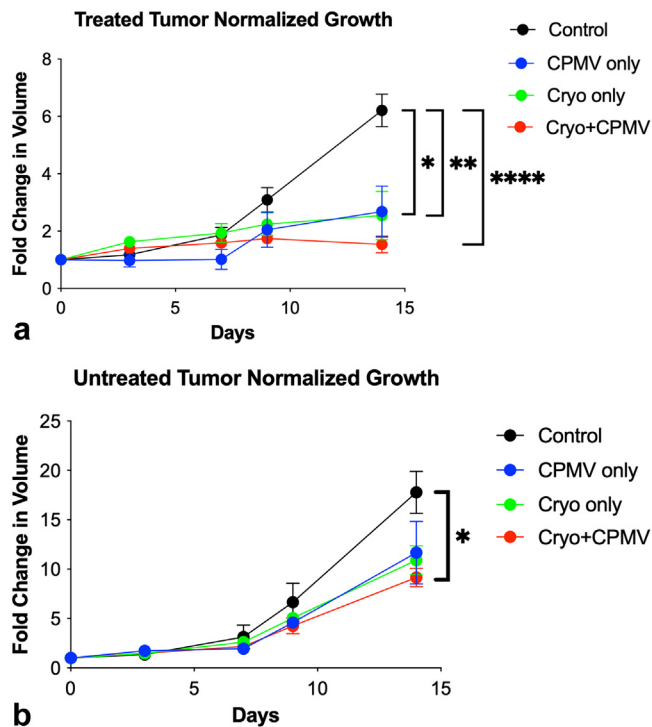 Treated Tumor Normalized Growth
Control
CPMV only
Cryo only
Cryo+CPMV
Fold Change in Volume
8
6
4
2
0
* ** ****
0 5 10 15
Days
a
Untreated Tumor Normalized Growth
Control
CPMV only
Cryo only
Cryo+CPMV
Fold Change in Volume
25
20
15
10
5
0
*
0 5 10 15
Days
b